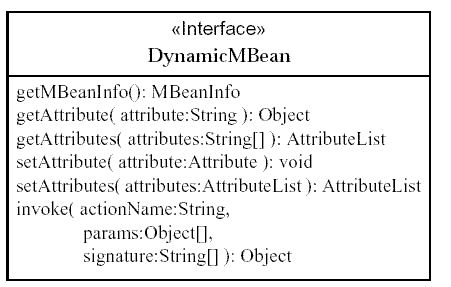 «Interface»
DynamicMBean
getMBeanInfo(): MBeanInfo
getAttribute( attribute:String ): Object
getAttributes( attributes:String[] ): AttributeList
setAttribute( attribute:Attribute ): void
setAttributes( attributes:AttributeList ): AttributeList
invoke( actionName:String,
params:Object[],
signature:String[] ): Object